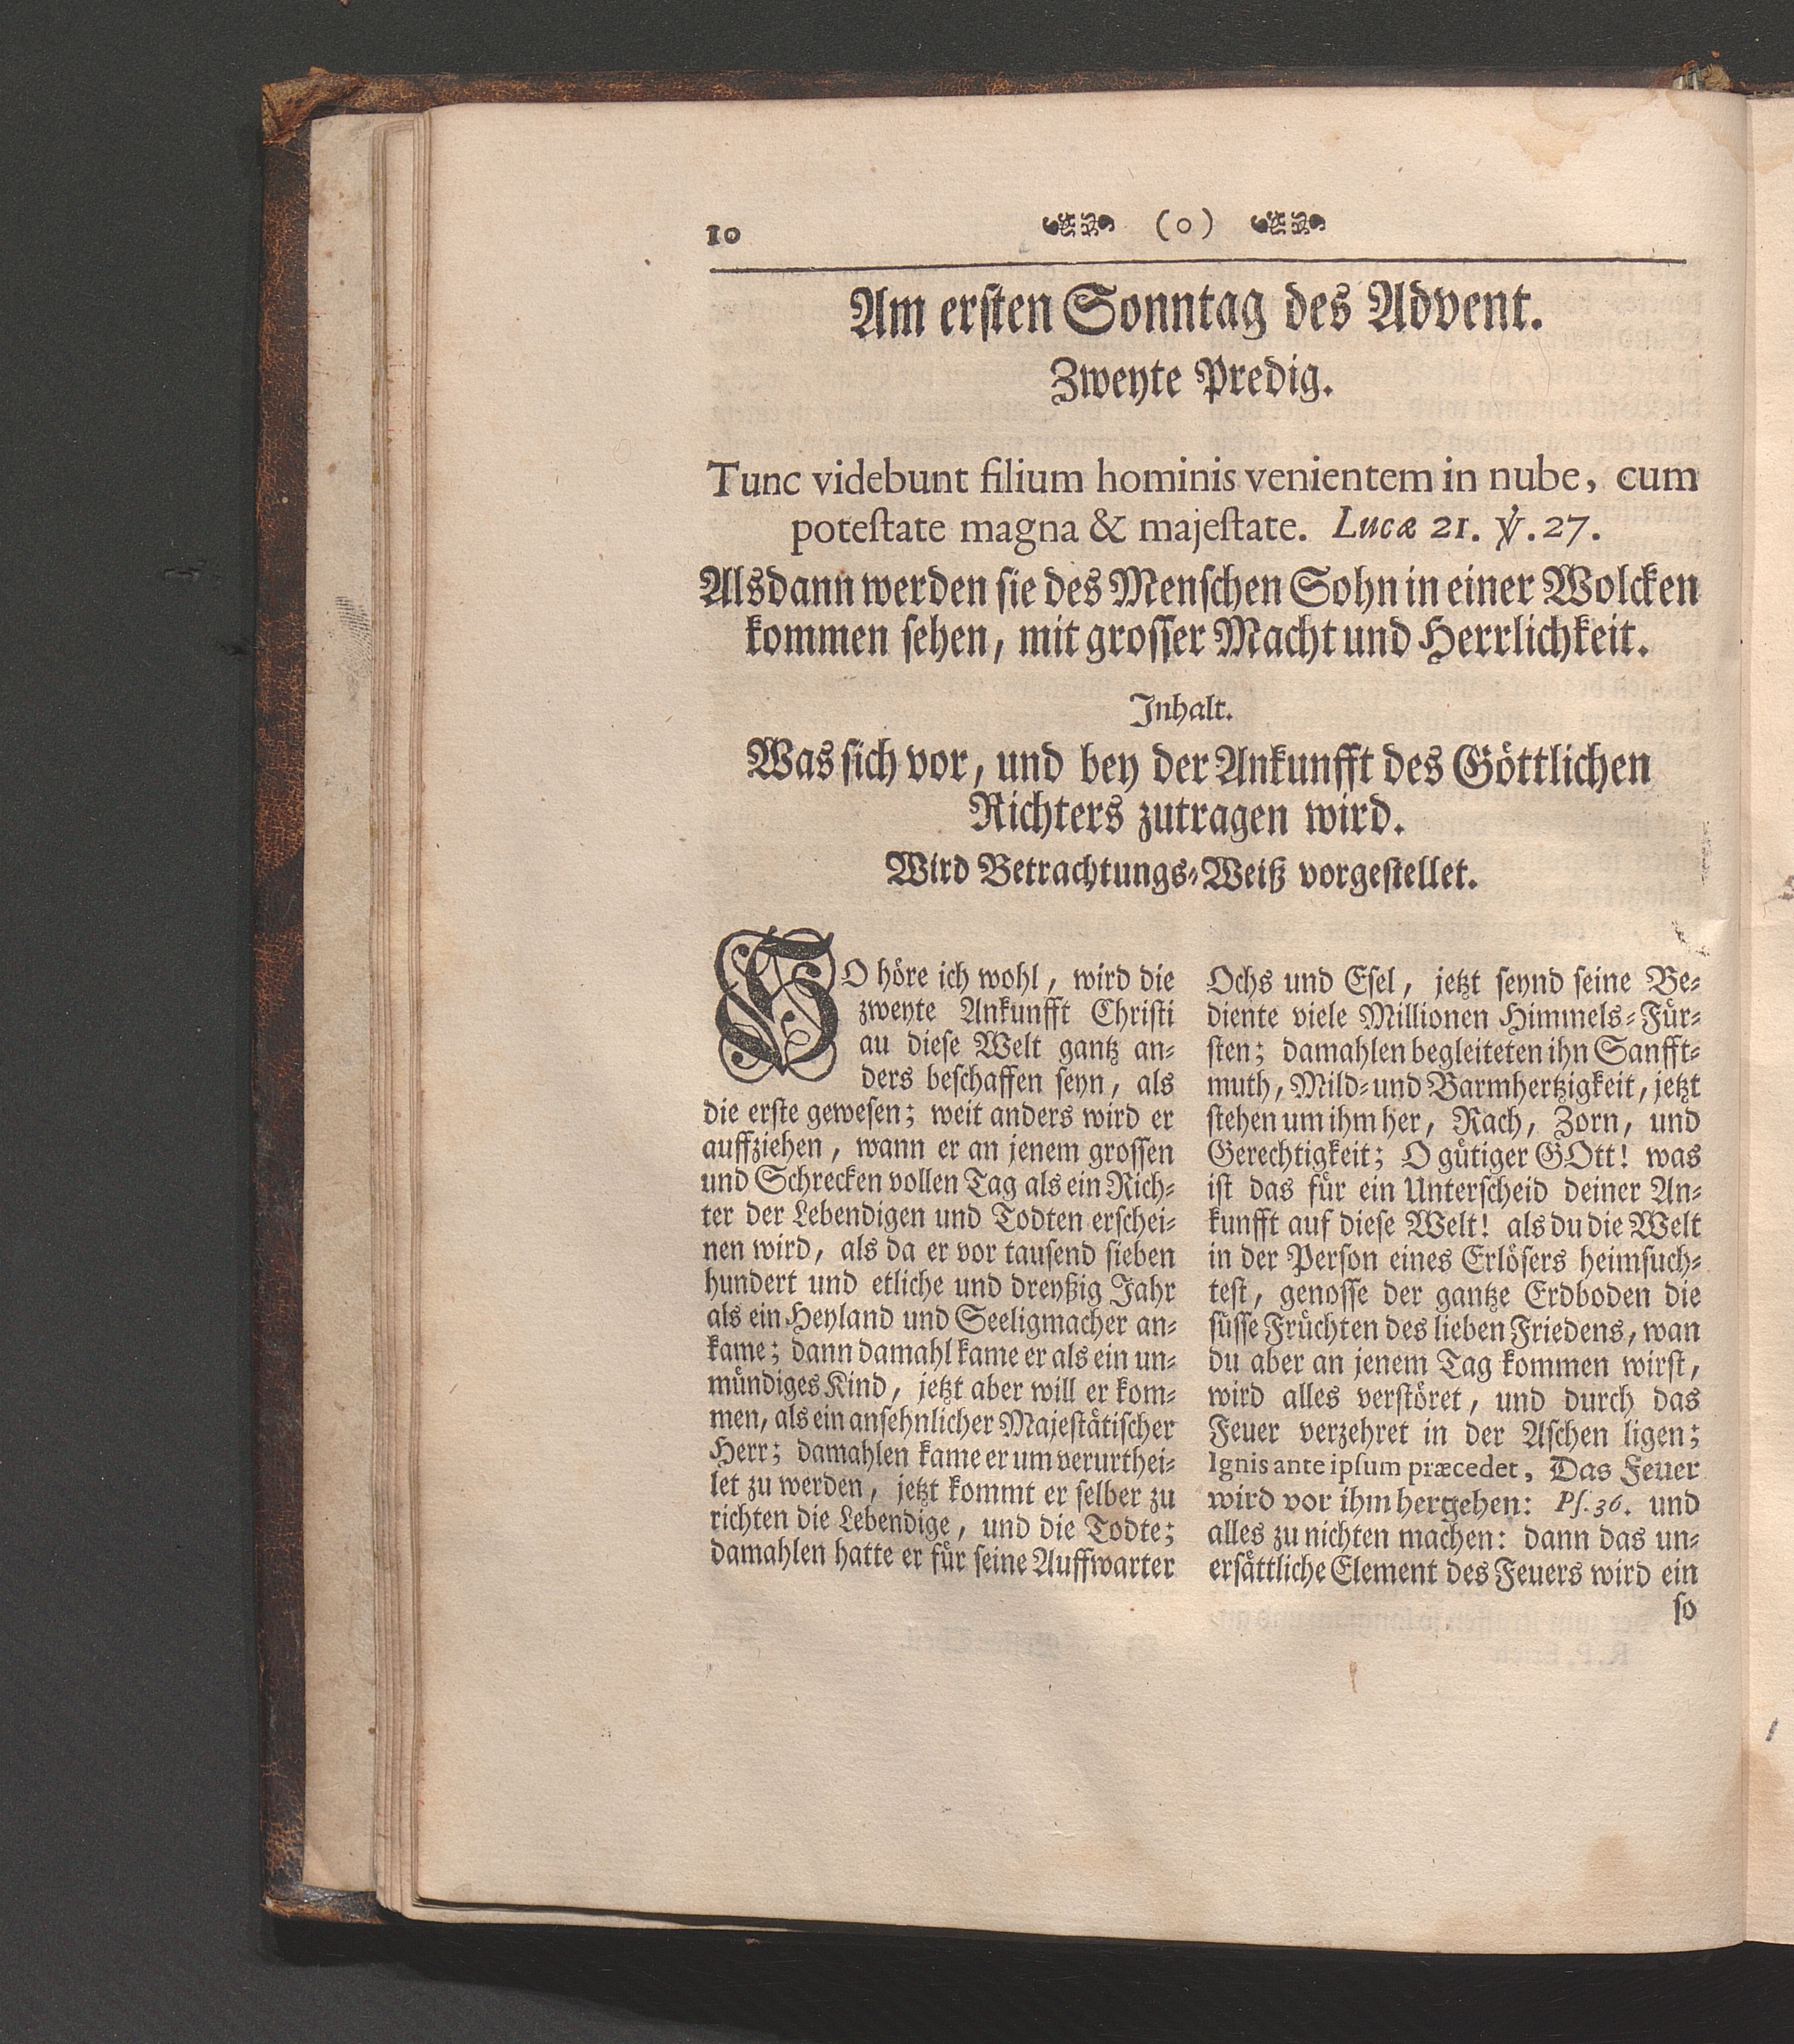 10 (o)
Am ersten Sonntag des Advent.
Zweyte Predig.
Tunc videbunt filium hominis venientem in nube, cum
potestate magna & majestate. Lucæ 21. ℣. 27.
Alsdann werden sie des Menschen Sohn in einer Wolcken
kommen sehen, mit grosser Macht und Herrlichkeit.
Inhalt.
Was sich vor, und bey der Ankunfft des Göttlichen
Richters zutragen wird.
Wird Betrachtungs-Weiß vorgestellet.
SO höre ich wohl, wird die
zweyte Ankunfft Christi
au diese Welt gantz an-
ders beschaffen seyn, als
die erste gewesen; weit anders wird er
auffziehen, wann er an jenem grossen
und Schrecken vollen Tag als ein Rich-
ter der Lebendigen und Todten erschei-
nen wird, als da er vor tausend sieben
hundert und etliche und dreyßig Jahr
als ein Heyland und Seeligmacher an-
kame; dann damahl kame er als ein un-
mündiges Kind, jetzt aber will er kom-
men, als ein ansehnlicher Majestätischer
Herr; damahlen kame er um verurthei-
let zu werden, jetzt kommt er selber zu
richten die Lebendige, und die Todte;
damahlen hatte er für seine Auffwarter
Ochs und Esel, jetzt seynd seine Be-
diente viele Millionen Himmels-Für-
sten; damahlen begleiteten ihn Sanfft-
muth, Mild- und Barmhertzigkeit, jetzt
stehen um ihm her, Rach, Zorn, und
Gerechtigkeit; O gütiger GOtt! was
ist das für ein Unterscheid deiner An-
kunfft auf diese Welt! als du die Welt
in der Person eines Erlösers heimsuch-
test, genosse der gantze Erdboden die
süsse Früchten des lieben Friedens, wan
du aber an jenem Tag kommen wirst,
wird alles verstöret, und durch das
Feuer verzehret in der Aschen ligen;
Ignis ante ipsum præcedet, Das Feuer
wird vor ihm hergehen: Ps. 36. und
alles zu nichten machen: dann das un-
ersättliche Element des Feuers wird ein
so